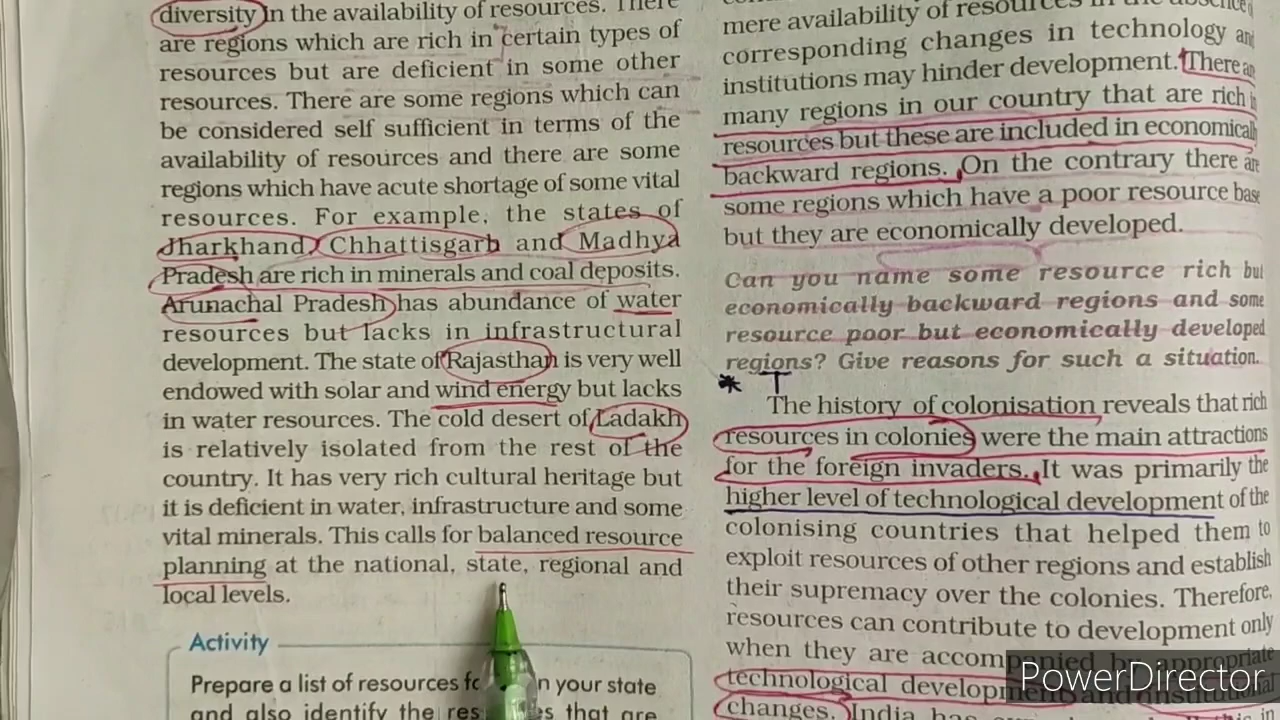 diversity in the availability of resources. There
are regions which are rich in certain types of
resources but are deficient in some other
resources. There are some regions which can
be considered self sufficient in terms of the
availability of resources and there are some
regions which have acute shortage of some vital
resources. For example, the states of
Jharkhand, Chhattisgarh and Madhya
Pradesh are rich in minerals and coal deposits.
Arunachal Pradesh has abundance of water
resources but lacks in infrastructural
development. The state of Rajasthan is very well
endowed with solar and wind energy but lacks
in water resources. The cold desert of Ladakh
is relatively isolated from the rest of the
country. It has very rich cultural heritage but
it is deficient in water, infrastructure and some
vital minerals. This calls for balanced resource
planning at the national, state, regional and
local levels.
Activity
Prepare a list of resources in your state
and also identify the that are
mere availability of resources in the absence of
corresponding changes in technology and
institutions may hinder development. There are
many regions in our country that are rich in
resources but these are included in economically
backward regions. On the contrary there are
some regions which have a poor resource base
but they are economically developed.
Can you name some resource rich but
economically backward regions and some
resource poor but economically developed
regions? Give reasons for such a situation.
* T
The history of colonisation reveals that rich
resources in colonies were the main attractions
for the foreign invaders. It was primarily the
higher level of technological development of the
colonising countries that helped them to
exploit resources of other regions and establish
their supremacy over the colonies. Therefore,
resources can contribute to development only
when they are accompanied by appropriate
technological development and institutional
changes. India has in
PowerDirector